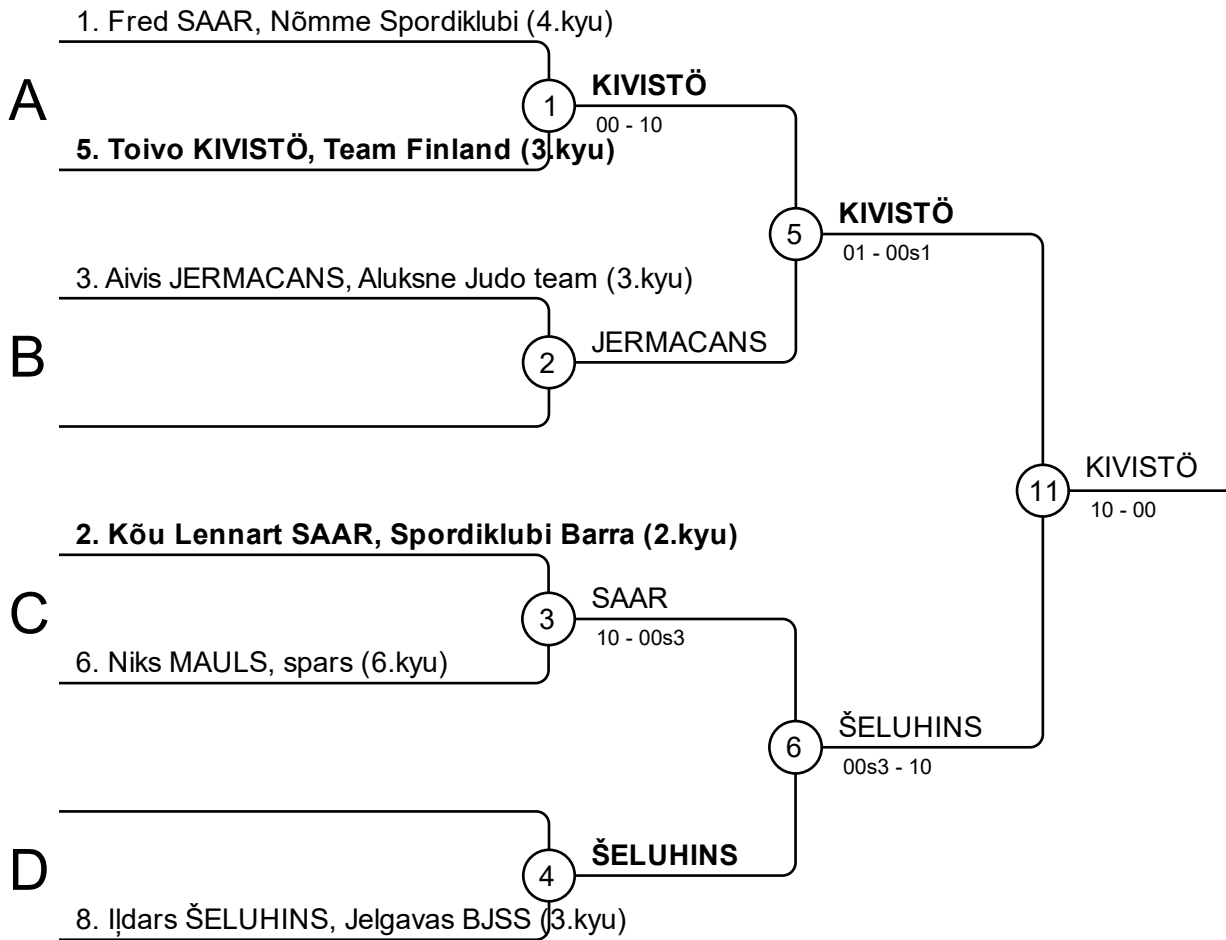 1. Fred SAAR, Nõmme Spordiklubi (4.kyu)
A
1
KIVISTÖ
00 - 10
5. Toivo KIVISTÖ, Team Finland (3.kyu)
5
KIVISTÖ
01 - 00s1
3. Aivis JERMACANS, Aluksne Judo team (3.kyu)
B
2
JERMACANS
11
KIVISTÖ
10 - 00
2. Kõu Lennart SAAR, Spordiklubi Barra (2.kyu)
C
3
SAAR
10 - 00s3
6. Niks MAULS, spars (6.kyu)
6
ŠELUHINS
00s3 - 10
D
4
ŠELUHINS
8. Iļdars ŠELUHINS, Jelgavas BJSS (3.kyu)